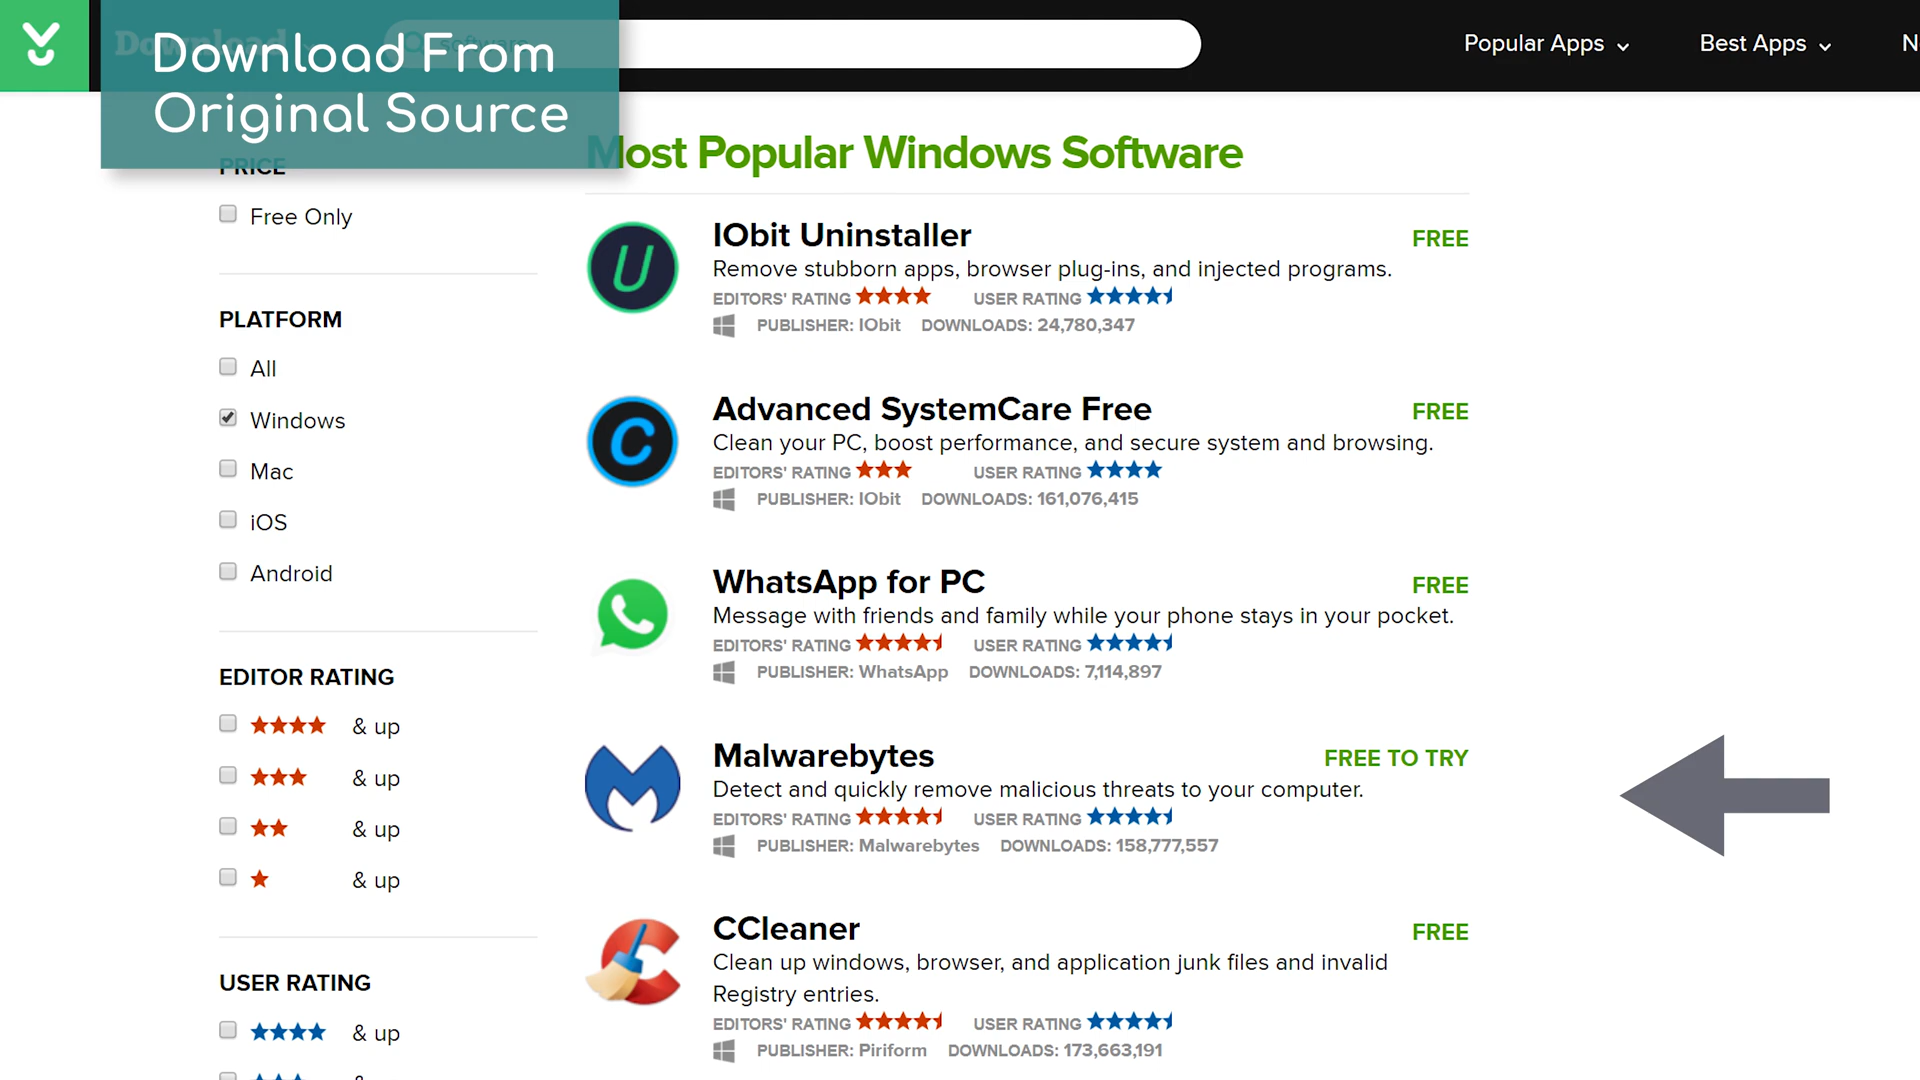 Download From
Original Source
software
Popular Apps
Best Apps
N
PRICE
Free Only
PLATFORM
All
Windows
Mac
iOS
Android
EDITOR RATING
& up
& up
& up
& up
USER RATING
& up
Most Popular Windows Software
IObit Uninstaller
FREE
Remove stubborn apps, browser plug-ins, and injected programs.
EDITORS' RATING USER RATING
PUBLISHER: IObit DOWNLOADS: 24,780,347
Advanced SystemCare Free
FREE
Clean your PC, boost performance, and secure system and browsing.
EDITORS' RATING USER RATING
PUBLISHER: IObit DOWNLOADS: 161,076,415
WhatsApp for PC
FREE
Message with friends and family while your phone stays in your pocket.
EDITORS' RATING USER RATING
PUBLISHER: WhatsApp DOWNLOADS: 7,114,897
Malwarebytes
FREE TO TRY
Detect and quickly remove malicious threats to your computer.
EDITORS' RATING USER RATING
PUBLISHER: Malwarebytes DOWNLOADS: 158,777,557
CCleaner
FREE
Clean up windows, browser, and application junk files and invalid
Registry entries.
EDITORS' RATING USER RATING
PUBLISHER: Piriform DOWNLOADS: 173,663,191